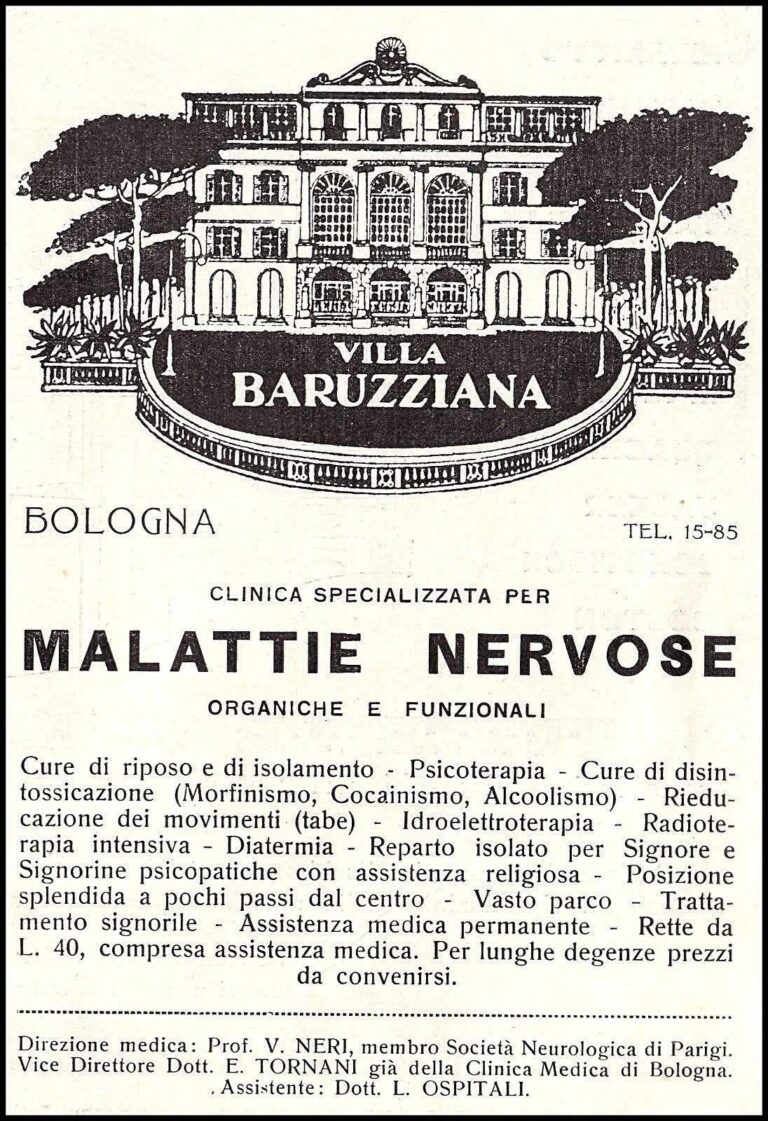 VILLA
BARUZZIANA
BOLOGNA
TEL. 15-85
CLINICA SPECIALIZZATA PER
MALATTIE NERVOSE
ORGANICHE E FUNZIONALI
Cure di riposo e di isolamento - Psicoterapia - Cure di disin-
tossicazione (Morfinismo, Cocainismo, Alcoolismo) - Riedu-
cazione dei movimenti (tabe) - Idroelettroterapia - Radiote-
rapia intensiva - Diatermia - Reparto isolato per Signore e
Signorine psicopatiche con assistenza religiosa - Posizione
splendida a pochi passi dal centro - Vasto parco - Tratta-
mento signorile - Assistenza medica permanente - Rette da
L. 40, compresa assistenza medica. Per lunghe degenze prezzi
da convenirsi.
Direzione medica: Prof. V. NERI, membro Società Neurologica di Parigi.
Vice Direttore Dott. E. TORNANI già della Clinica Medica di Bologna.
Assistente: Dott. L. OSPITALI.